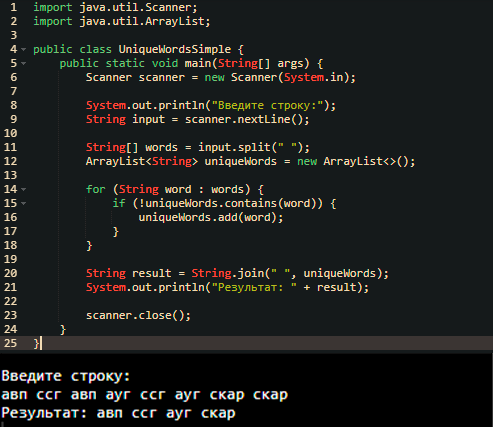 1 import java.util.Scanner;
2 import java.util.ArrayList;
3
4 public class UniqueWordsSimple {
5     public static void main(String[] args) {
6         Scanner scanner = new Scanner(System.in);
7
8         System.out.println("Введите строку:");
9         String input = scanner.nextLine();
10
11         String[] words = input.split(" ");
12         ArrayList<String> uniqueWords = new ArrayList<>();
13
14         for (String word : words) {
15             if (!uniqueWords.contains(word)) {
16                 uniqueWords.add(word);
17             }
18         }
19
20         String result = String.join(" ", uniqueWords);
21         System.out.println("Результат: " + result);
22
23         scanner.close();
24     }
25 }
Введите строку:
авп ссг авп ауг ссг ауг скар скар
Результат: авп ссг ауг скар